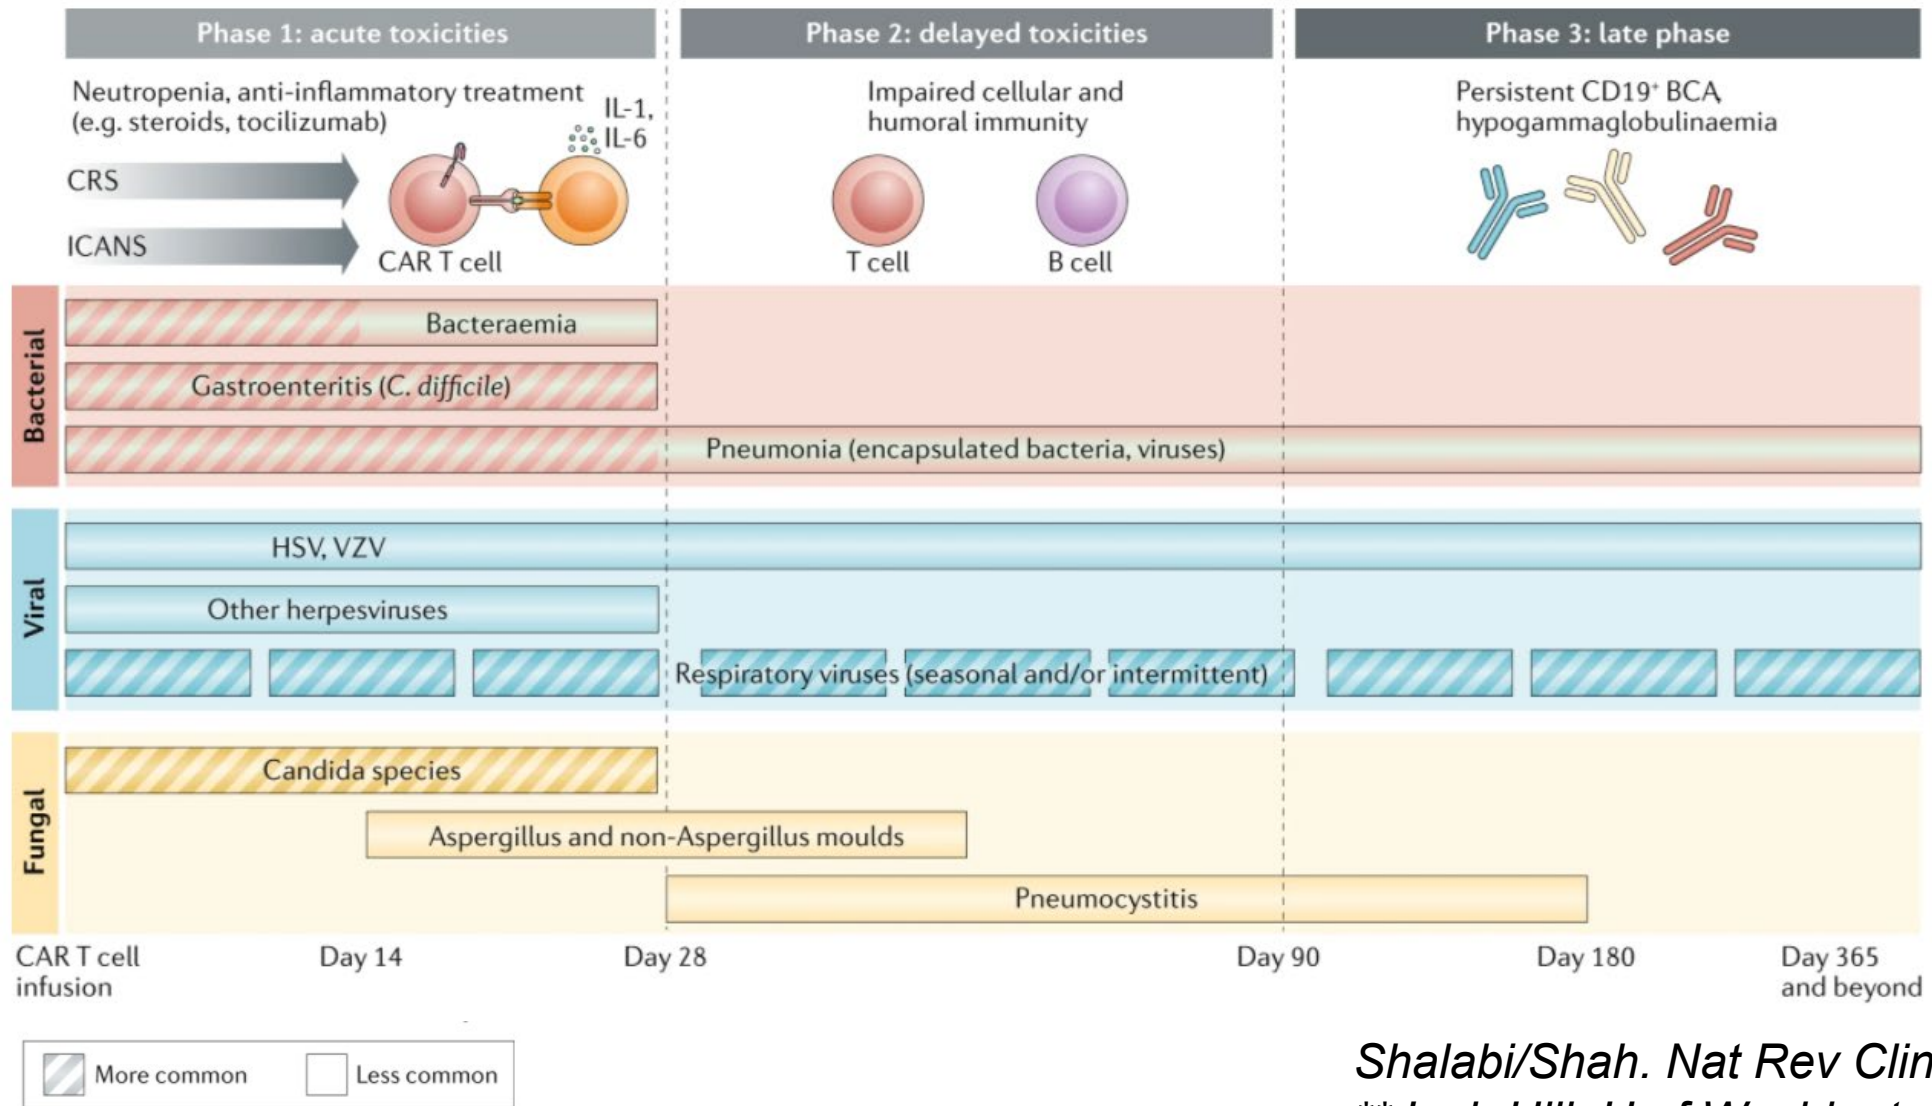 Phase 1: acute toxicities
Phase 2: delayed toxicities
Phase 3: late phase
Neutropenia, anti-inflammatory treatment
(e.g. steroids, tocilizumab)
IL-1,
IL-6
CRS
ICANS
CAR T cell
Impaired cellular and
humoral immunity
T cell
B cell
Persistent CD19⁺ BCA,
hypogammaglobulinaemia
Bacterial
Bacteraemia
Gastroenteritis (C. difficile)
Pneumonia (encapsulated bacteria, viruses)
Viral
HSV, VZV
Other herpesviruses
Respiratory viruses (seasonal and/or intermittent)
Fungal
Candida species
Aspergillus and non-Aspergillus moulds
Pneumocystitis
CAR T cell
infusion
Day 14
Day 28
Day 90
Day 180
Day 365
and beyond
More common
Less common
Shalabi/Shah. Nat Rev Clin